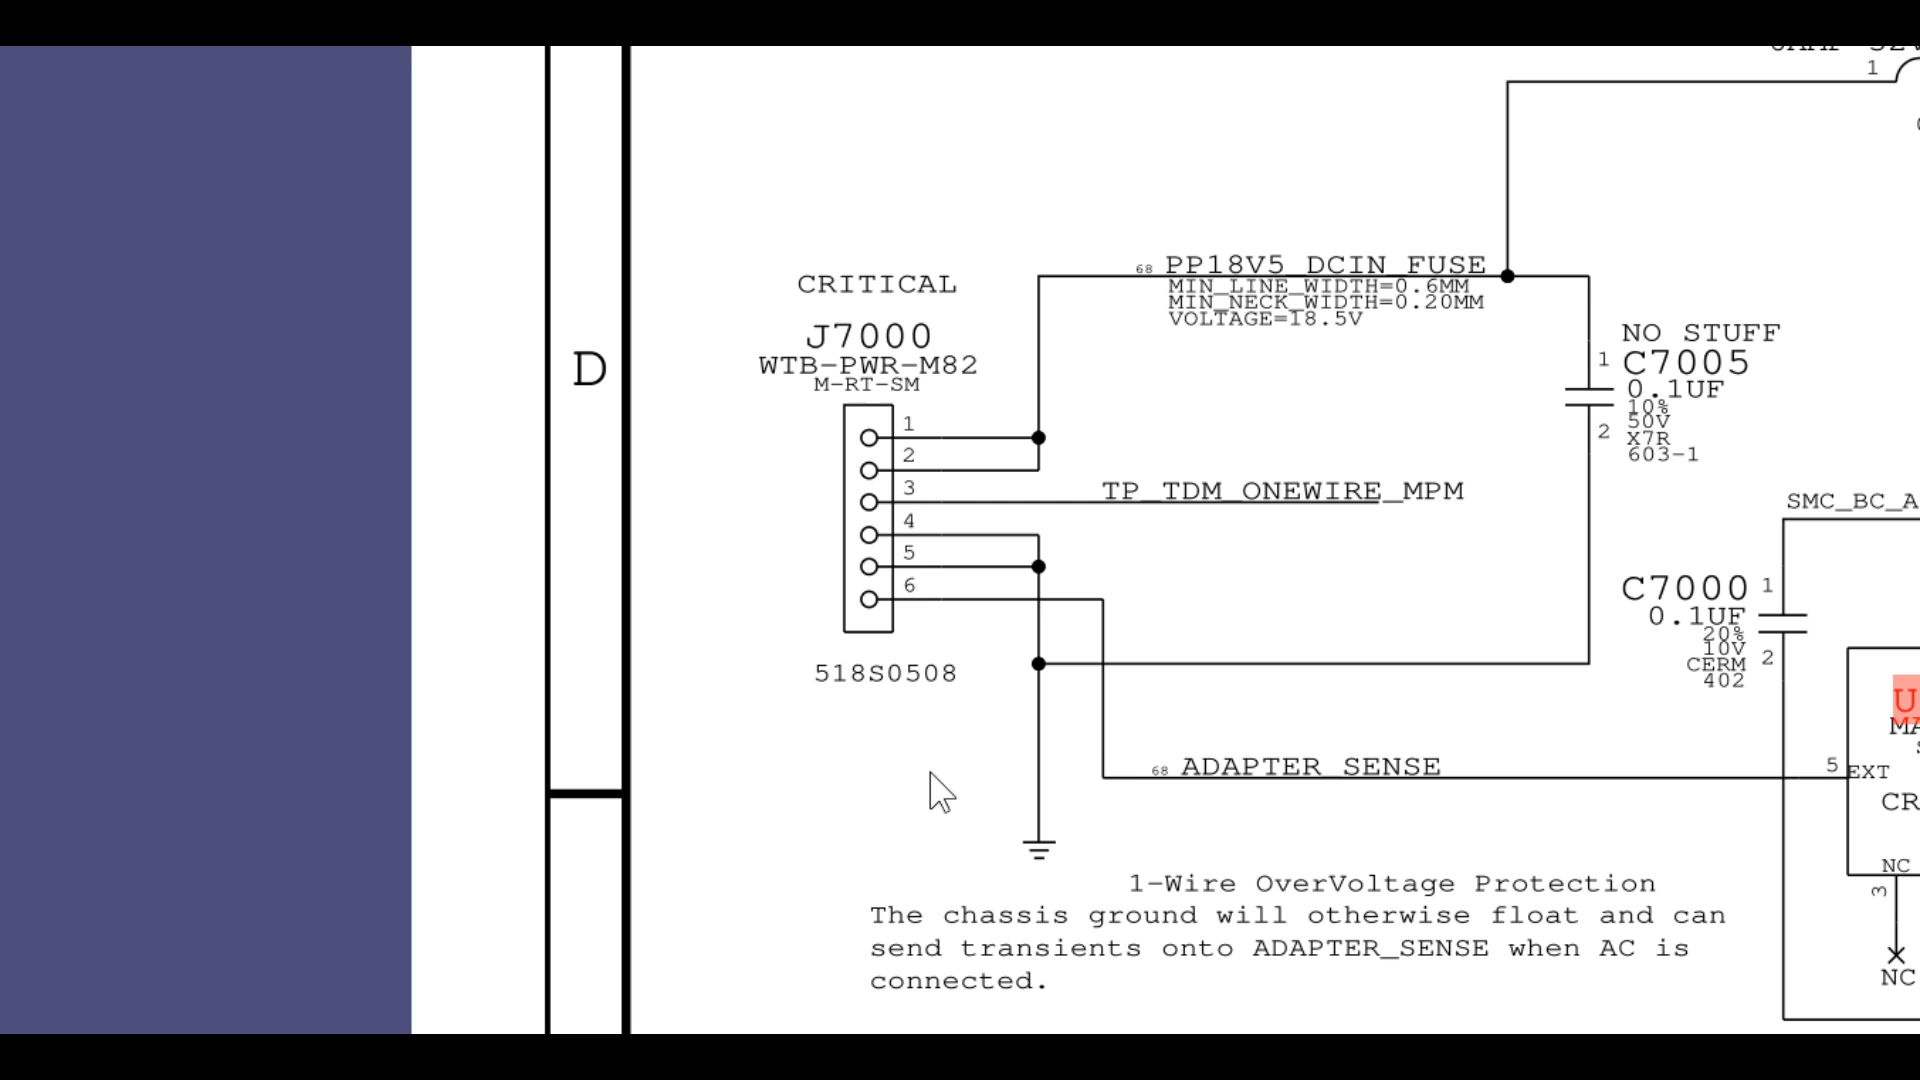 1
CRITICAL
J7000
WTB-PWR-M82
M-RT-SM
68 PP18V5_DCIN_FUSE
MIN_LINE_WIDTH=0.6MM
MIN_NECK_WIDTH=0.20MM
VOLTAGE=18.5V
NO STUFF
1 C7005
0.1UF
10%
50V
2 X7R
603-1
D
1
2
3 TP_TDM_ONEWIRE_MPM
4
5
6
518S0508
SMC_BC_A
C7000 1
0.1UF
20%
10V
CERM 2
402
U
MA
68 ADAPTER_SENSE
5 EXT
CR
NC
3
NC
1-Wire OverVoltage Protection
The chassis ground will otherwise float and can
send transients onto ADAPTER_SENSE when AC is
connected.